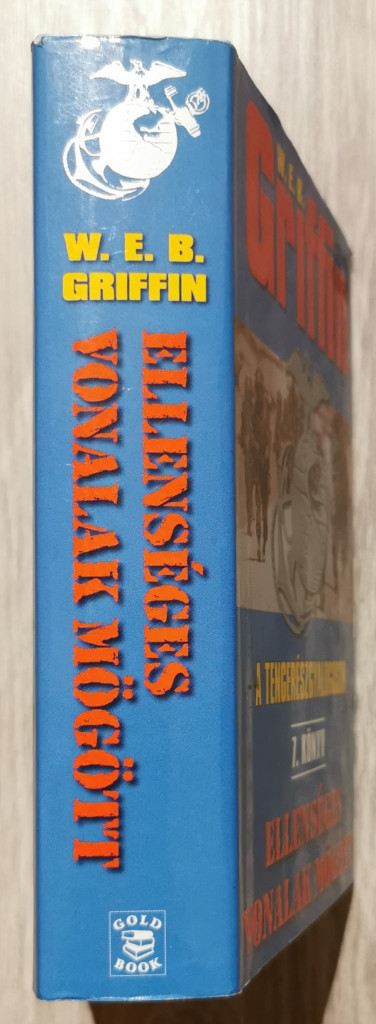 W. E. B.
GRIFFIN
ELLENSÉGES
VONALAK MÖGÖTT
GOLD
BOOK
W. E. B.
Griffin
A TENGERÉSZGYALOGSÁG
7. KÖNYV
ELLENSÉGES
VONALAK MÖGÖTT